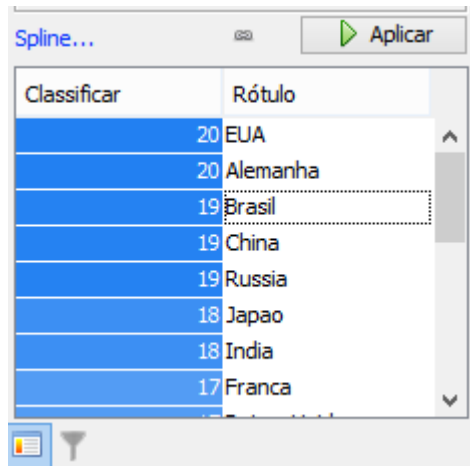 Spline... Aplicar
Classificar Rótulo
20 EUA
20 Alemanha
19 Brasil
19 China
19 Russia
18 Japao
18 India
17 Franca